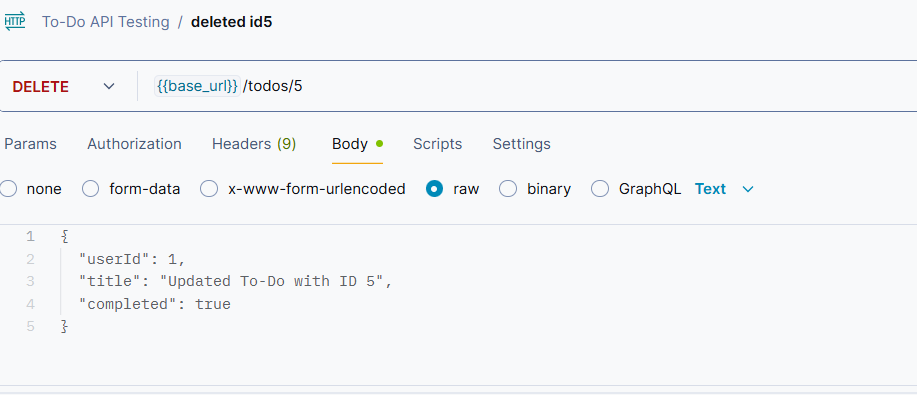 HTTP To-Do API Testing / deleted id5
DELETE {{base_url}} /todos/5
Params Authorization Headers (9) Body Scripts Settings
none form-data x-www-form-urlencoded raw binary GraphQL Text
1 {
2 "userId": 1,
3 "title": "Updated To-Do with ID 5",
4 "completed": true
5 }